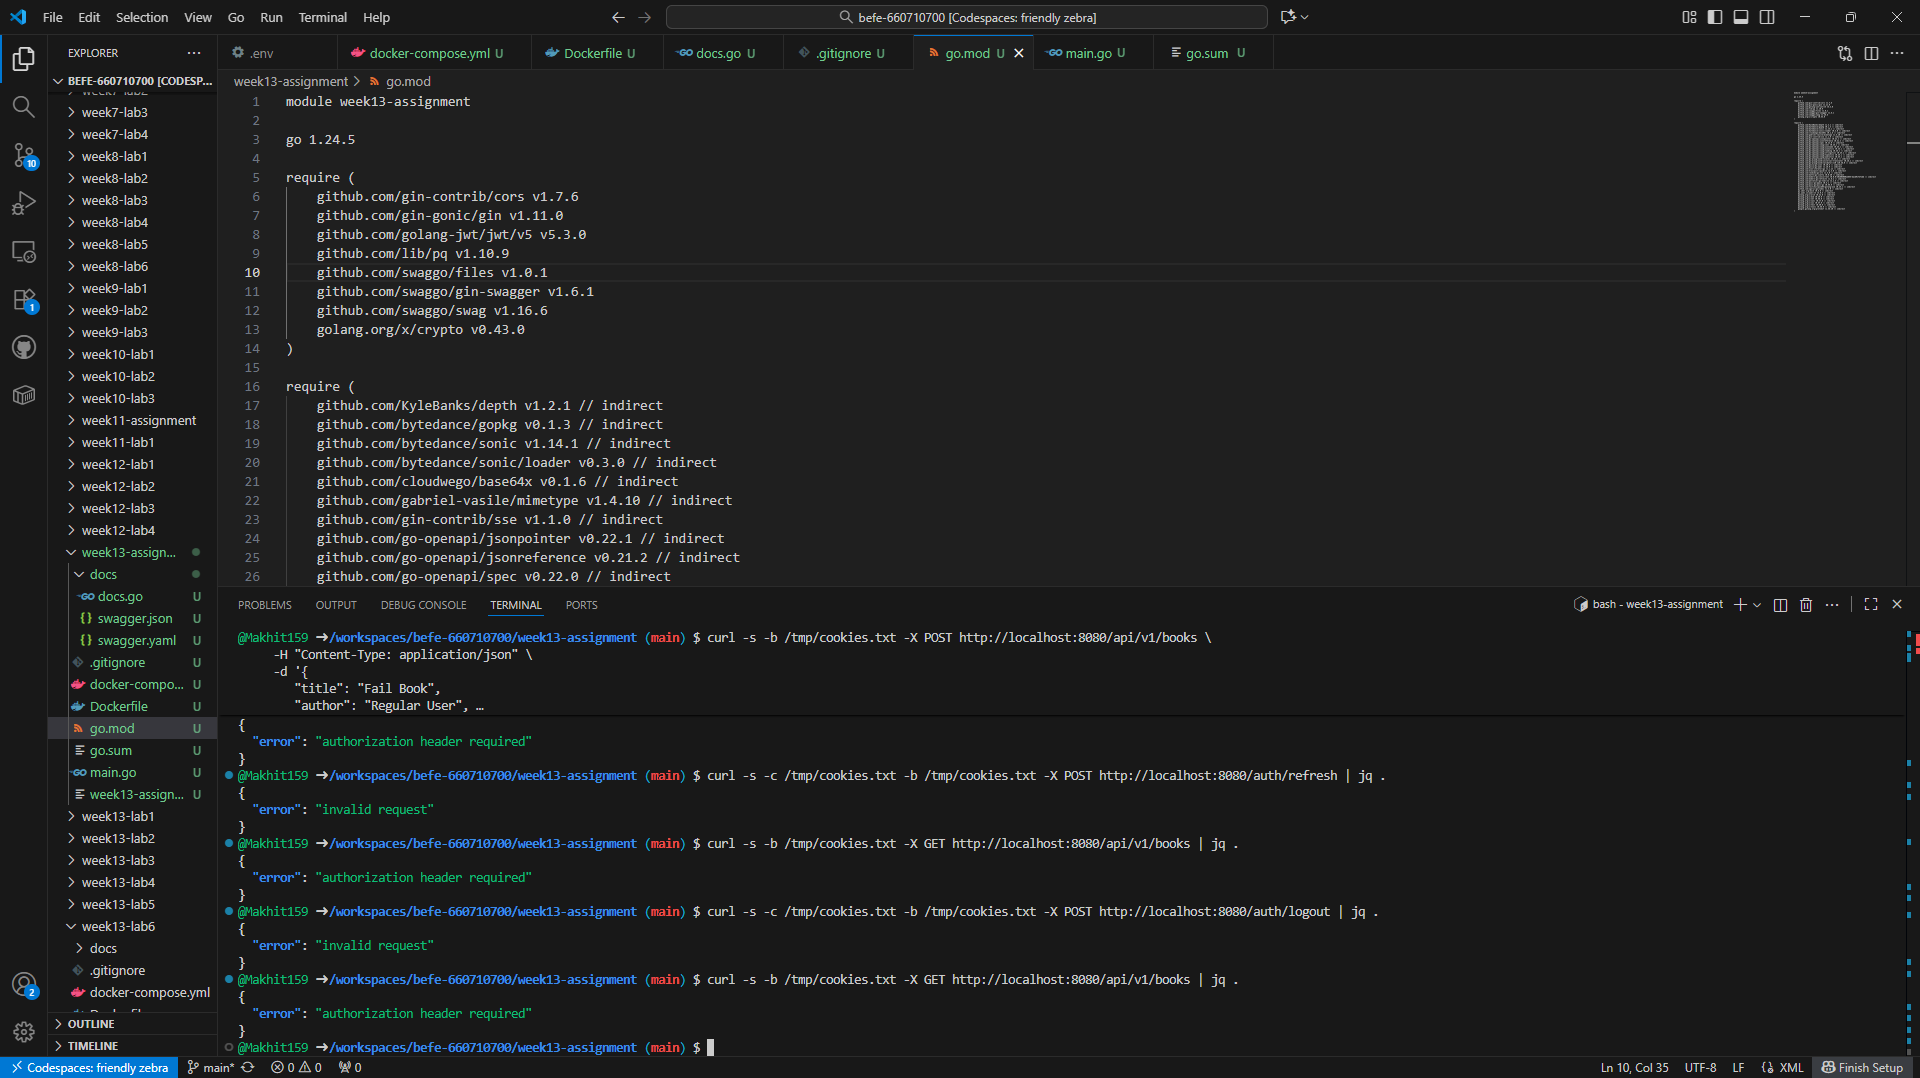 File Edit Selection View Go Run Terminal Help
befe-660710700 [Codespaces: friendly zebra]
EXPLORER
.env
docker-compose.yml U
Dockerfile U
docs.go U
.gitignore U
go.mod U
main.go U
go.sum U
BEFE-660710700 [CODESP...
week13-assignment > go.mod
week7-lab3
week7-lab4
week8-lab1
week8-lab2
week8-lab3
week8-lab4
week8-lab5
week8-lab6
week9-lab1
week9-lab2
week9-lab3
week10-lab1
week10-lab2
week10-lab3
week11-assignment
week11-lab1
week12-lab1
week12-lab2
week12-lab3
week12-lab4
week13-assign...
docs
docs.go U
swagger.json U
swagger.yaml U
.gitignore U
docker-compo... U
Dockerfile U
go.mod U
go.sum U
main.go U
week13-assign... U
week13-lab1
week13-lab2
week13-lab3
week13-lab4
week13-lab5
week13-lab6
docs
.gitignore
docker-compose.yml
OUTLINE
TIMELINE
10
1
2
1 module week13-assignment
2
3 go 1.24.5
4
5 require (
6 github.com/gin-contrib/cors v1.7.6
7 github.com/gin-gonic/gin v1.11.0
8 github.com/golang-jwt/jwt/v5 v5.3.0
9 github.com/lib/pq v1.10.9
10 github.com/swaggo/files v1.0.1
11 github.com/swaggo/gin-swagger v1.6.1
12 github.com/swaggo/swag v1.16.6
13 golang.org/x/crypto v0.43.0
14 )
15
16 require (
17 github.com/KyleBanks/depth v1.2.1 // indirect
18 github.com/bytedance/gopkg v0.1.3 // indirect
19 github.com/bytedance/sonic v1.14.1 // indirect
20 github.com/bytedance/sonic/loader v0.3.0 // indirect
21 github.com/cloudwego/base64x v0.1.6 // indirect
22 github.com/gabriel-vasile/mimetype v1.4.10 // indirect
23 github.com/gin-contrib/sse v1.1.0 // indirect
24 github.com/go-openapi/jsonpointer v0.22.1 // indirect
25 github.com/go-openapi/jsonreference v0.21.2 // indirect
26 github.com/go-openapi/spec v0.22.0 // indirect
PROBLEMS OUTPUT DEBUG CONSOLE TERMINAL PORTS
bash - week13-assignment
@Makhit159 ➜/workspaces/befe-660710700/week13-assignment (main) $ curl -s -b /tmp/cookies.txt -X POST http://localhost:8080/api/v1/books \
-H "Content-Type: application/json" \
-d '{
"title": "Fail Book",
"author": "Regular User", …
{
"error": "authorization header required"
}
@Makhit159 ➜/workspaces/befe-660710700/week13-assignment (main) $ curl -s -c /tmp/cookies.txt -b /tmp/cookies.txt -X POST http://localhost:8080/auth/refresh | jq .
{
"error": "invalid request"
}
@Makhit159 ➜/workspaces/befe-660710700/week13-assignment (main) $ curl -s -b /tmp/cookies.txt -X GET http://localhost:8080/api/v1/books | jq .
{
"error": "authorization header required"
}
@Makhit159 ➜/workspaces/befe-660710700/week13-assignment (main) $ curl -s -c /tmp/cookies.txt -b /tmp/cookies.txt -X POST http://localhost:8080/auth/logout | jq .
{
"error": "invalid request"
}
@Makhit159 ➜/workspaces/befe-660710700/week13-assignment (main) $ curl -s -b /tmp/cookies.txt -X GET http://localhost:8080/api/v1/books | jq .
{
"error": "authorization header required"
}
@Makhit159 ➜/workspaces/befe-660710700/week13-assignment (main) $
Codespaces: friendly zebra main* 0 0 0
Ln 10, Col 35 UTF-8 LF XML Finish Setup